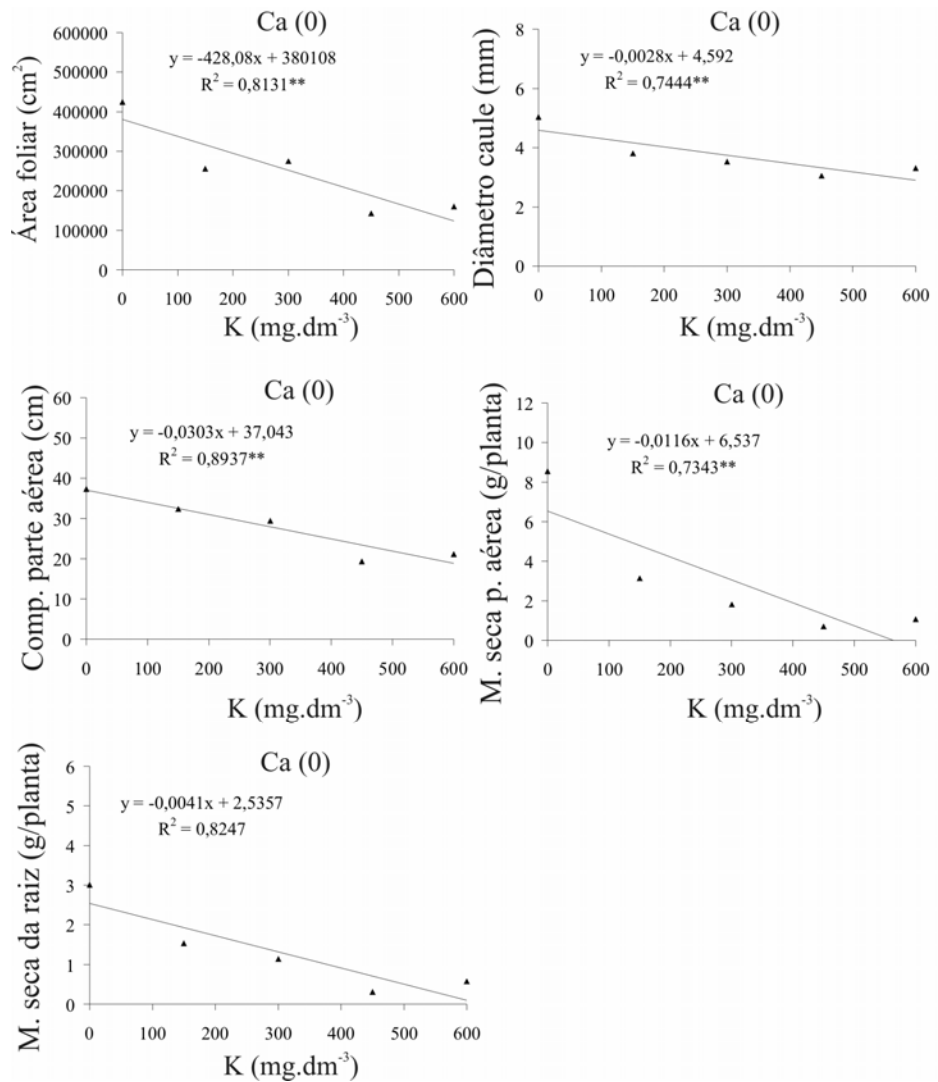 Ca (0)
Área foliar (cm²)
600000
500000
400000
300000
200000
100000
0
y = -428,08x + 380108
R² = 0,8131**
0 100 200 300 400 500 600
K (mg.dm⁻³)
Ca (0)
Diâmetro caule (mm)
8
6
4
2
0
y = -0,0028x + 4,592
R² = 0,7444**
0 100 200 300 400 500 600
K (mg.dm⁻³)
Ca (0)
Comp. parte aérea (cm)
60
50
40
30
20
10
0
y = -0,0303x + 37,043
R² = 0,8937**
0 100 200 300 400 500 600
K (mg.dm⁻³)
Ca (0)
M. seca p. aérea (g/planta)
12
10
8
6
4
2
0
y = -0,0116x + 6,537
R² = 0,7343**
0 100 200 300 400 500 600
K (mg.dm⁻³)
Ca (0)
M. seca da raiz (g/planta)
6
5
4
3
2
1
0
y = -0,0041x + 2,5357
R² = 0,8247
0 100 200 300 400 500 600
K (mg.dm⁻³)